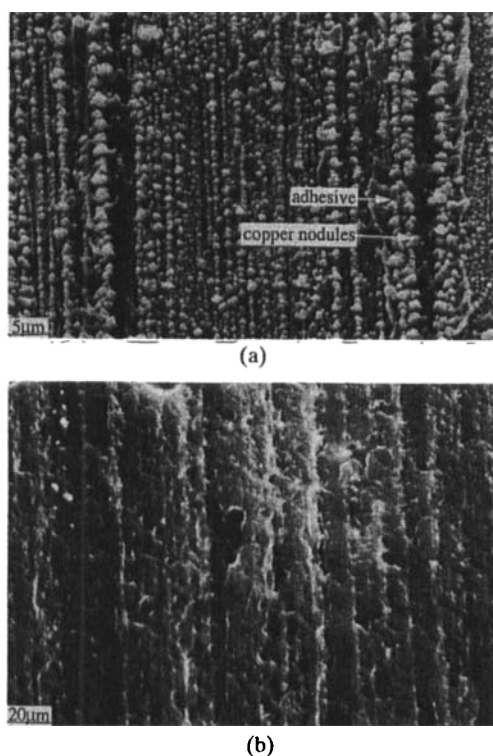 adhesive
copper nodules
5μm
(a)
20μm
(b)